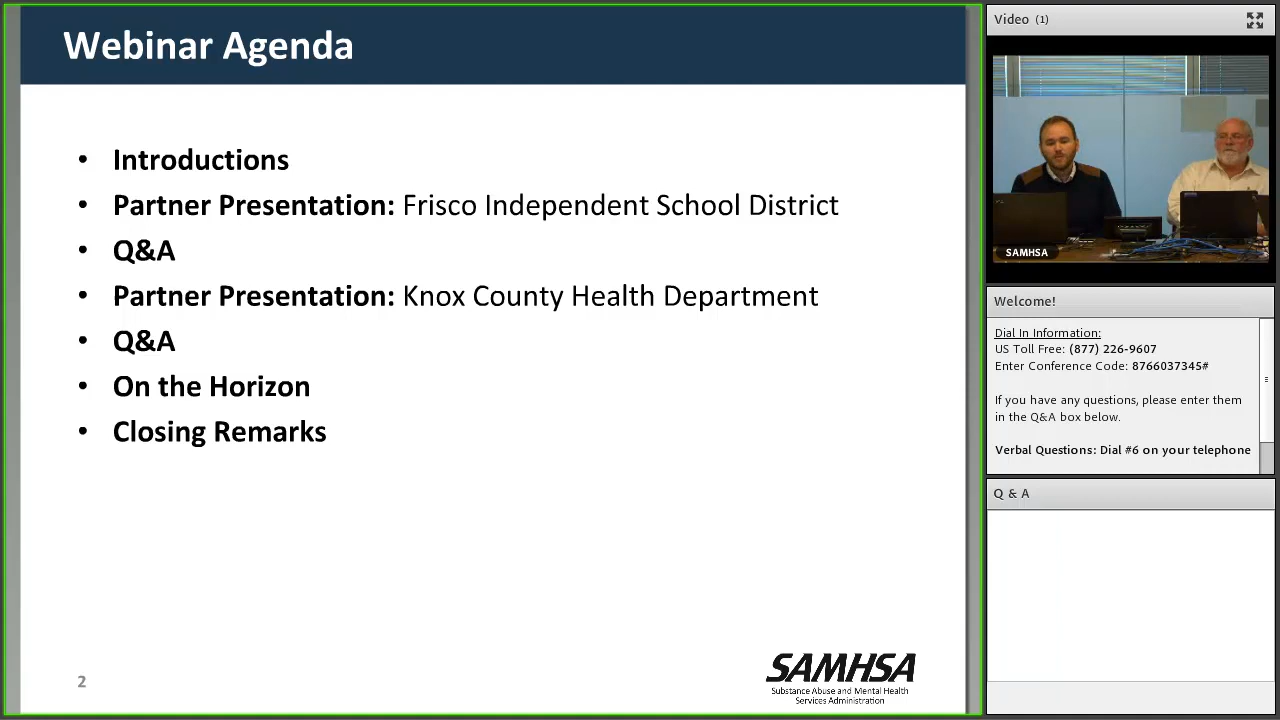 Webinar Agenda
• Introductions
• Partner Presentation: Frisco Independent School District
• Q&A
• Partner Presentation: Knox County Health Department
• Q&A
• On the Horizon
• Closing Remarks
2
SAMHSA
Substance Abuse and Mental Health
Services Administration
Video (1)
SAMHSA
Welcome!
Dial In Information:
US Toll Free: (877) 226-9607
Enter Conference Code: 8766037345#
If you have any questions, please enter them
in the Q&A box below.
Verbal Questions: Dial #6 on your telephone
Q & A